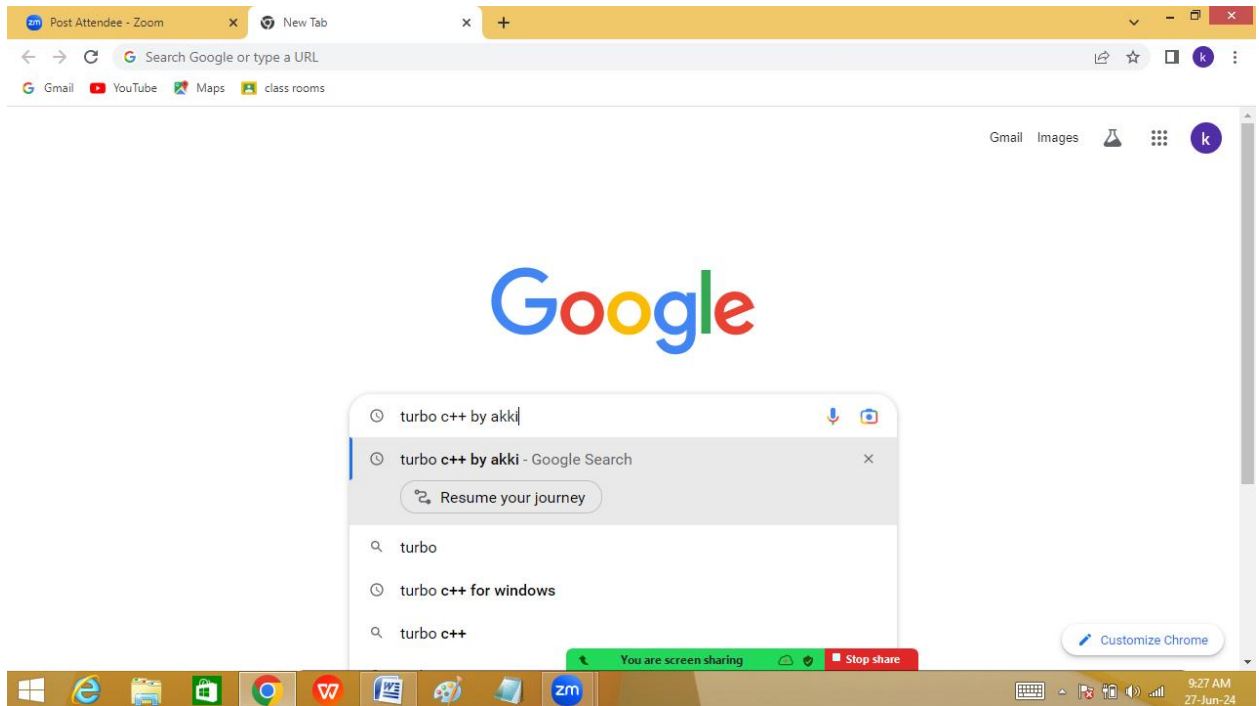 Post Attendee - Zoom
New Tab
Search Google or type a URL
Gmail YouTube Maps class rooms
Gmail Images k
Google
turbo c++ by akki
turbo c++ by akki - Google Search
Resume your journey
turbo
turbo c++ for windows
turbo c++
Customize Chrome
You are screen sharing Stop share
zm
9:27 AM
27-Jun-24